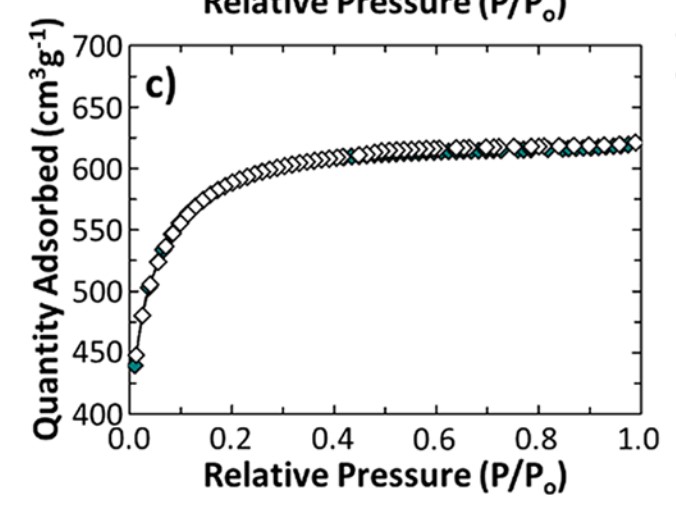 Relative Pressure (P/Po)
c)
Quantity Adsorbed (cm3g-1)
700
650
600
550
500
450
400
0.0 0.2 0.4 0.6 0.8 1.0
Relative Pressure (P/Po)